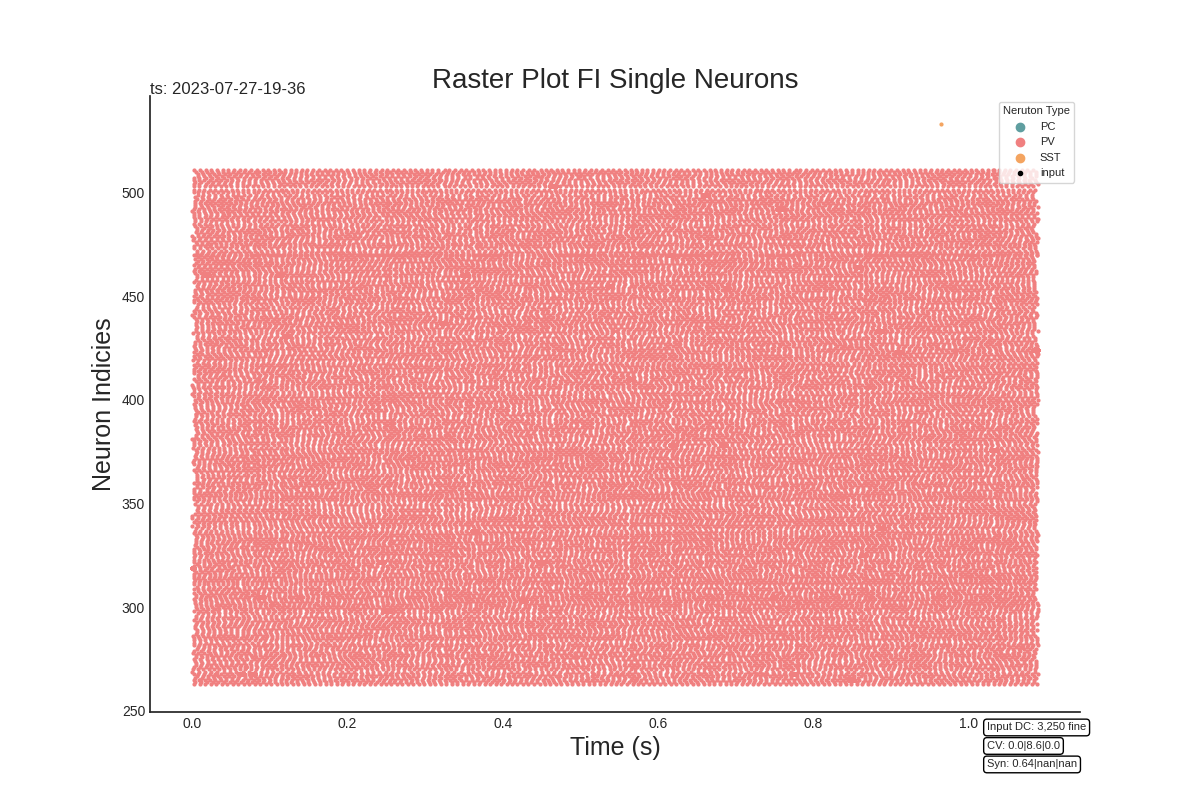 Raster Plot FI Single Neurons
ts: 2023-07-27-19-36
Neruton Type
PC
PV
SST
input
500
450
400
350
300
250
Neuron Indicies
0.0 0.2 0.4 0.6 0.8 1.0
Time (s)
Input DC: 3,250 fine
CV: 0.0|8.6|0.0
Syn: 0.64|nan|nan